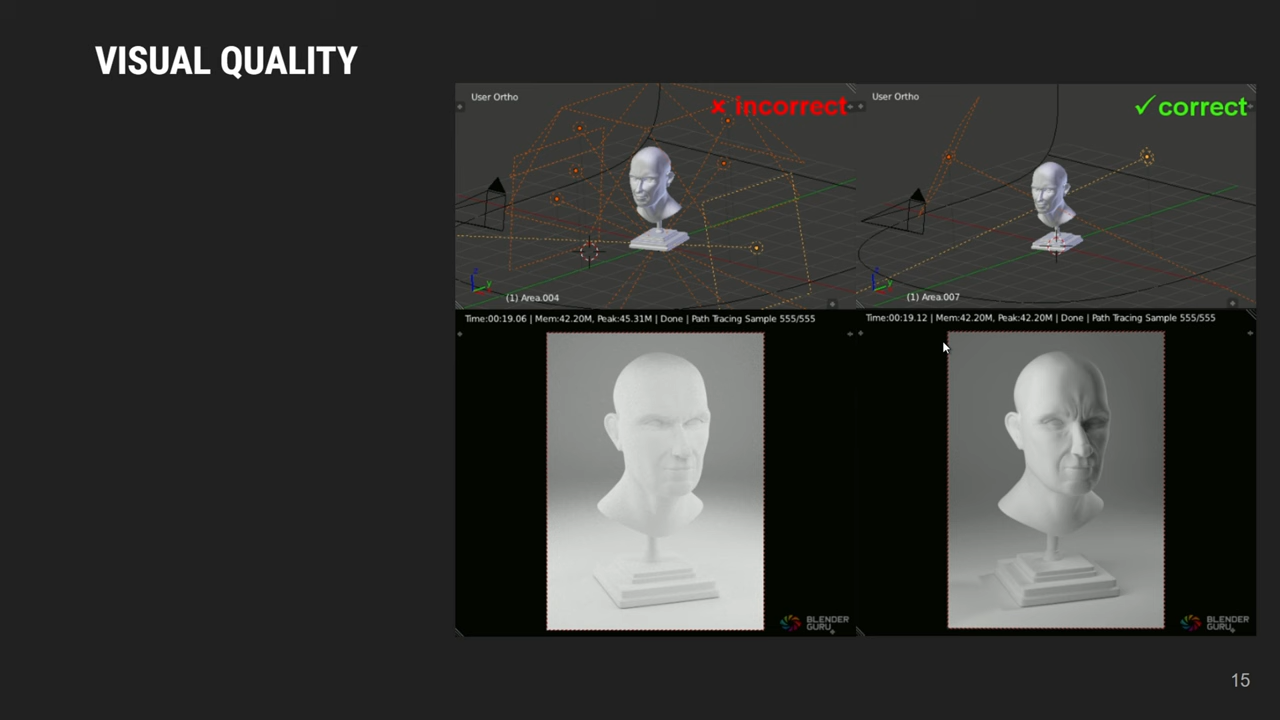 VISUAL QUALITY
User Ortho
✗ incorrect
User Ortho
✓ correct
(1) Area.004
(1) Area.007
Time:00:19.06 | Mem:42.20M, Peak:45.31M | Done | Path Tracing Sample 555/555
Time:00:19.12 | Mem:42.20M, Peak:42.20M | Done | Path Tracing Sample 555/555
BLENDER
GURU
BLENDER
GURU
15